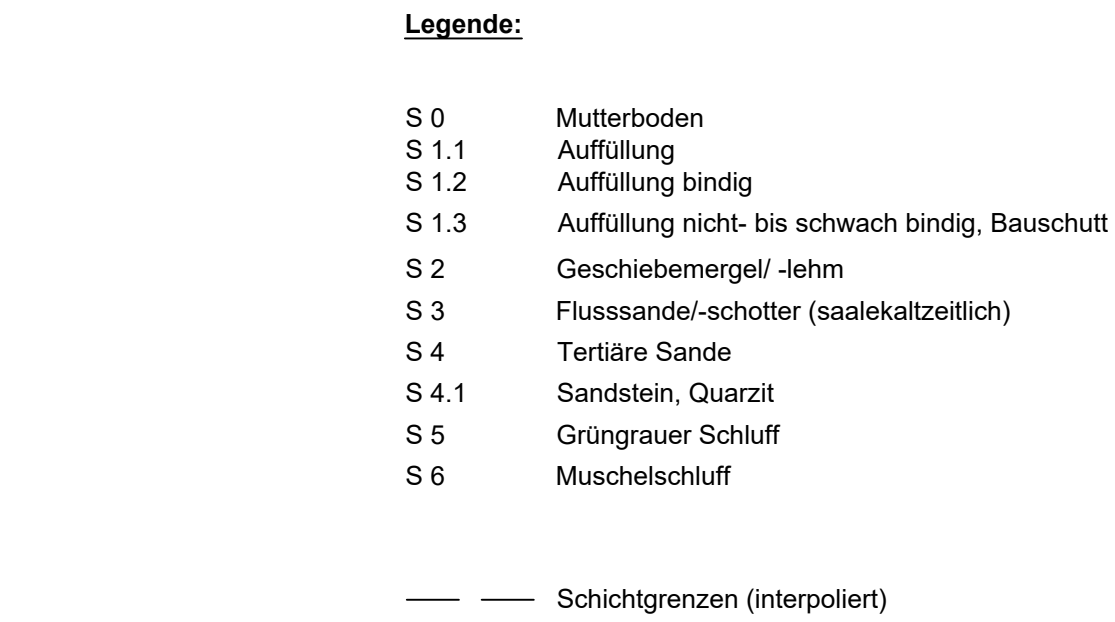 Legende:
S 0 Mutterboden
S 1.1 Auffüllung
S 1.2 Auffüllung bindig
S 1.3 Auffüllung nicht- bis schwach bindig, Bauschutt
S 2 Geschiebemergel/ -lehm
S 3 Flusssande/-schotter (saalekaltzeitlich)
S 4 Tertiäre Sande
S 4.1 Sandstein, Quarzit
S 5 Grüngrauer Schluff
S 6 Muschelschluff
Schichtgrenzen (interpoliert)